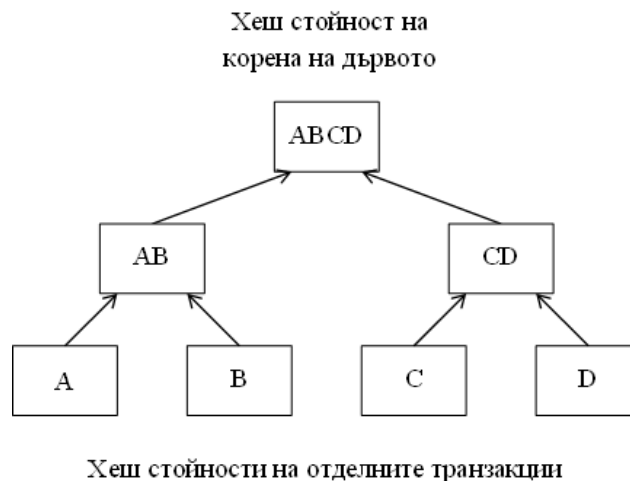 Хеш стойност на
корена на дървото
ABCD
AB
CD
A
B
C
D
Хеш стойности на отделните транзакции